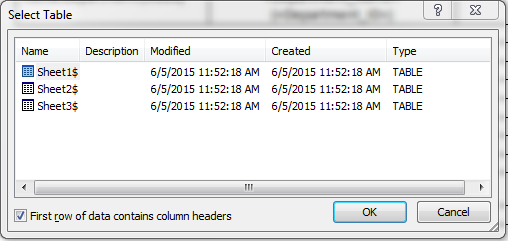 Select Table
Name Description Modified Created Type
Sheet1$ 6/5/2015 11:52:18 AM 6/5/2015 11:52:18 AM TABLE
Sheet2$ 6/5/2015 11:52:18 AM 6/5/2015 11:52:18 AM TABLE
Sheet3$ 6/5/2015 11:52:18 AM 6/5/2015 11:52:18 AM TABLE
First row of data contains column headers
OK Cancel